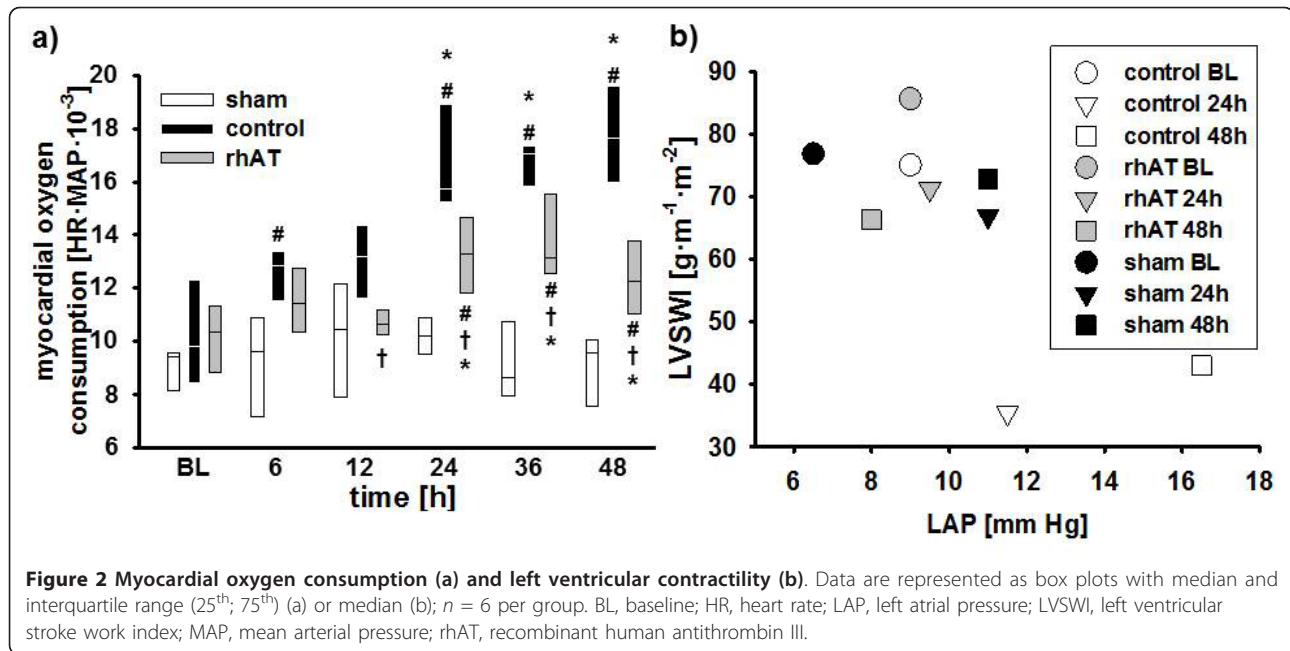 a)
20
18
16
14
12
10
8
6
myocardial oxygen
consumption [HR·MAP·10⁻³]
sham
control
rhAT
#
†
*
#
*
#
*
#
#
†
*
#
†
*
#
†
*
BL 6 12 24 36 48
time [h]
b)
90
80
70
60
50
40
30
LVSWI [g·m⁻¹·m⁻²]
control BL
control 24h
control 48h
rhAT BL
rhAT 24h
rhAT 48h
sham BL
sham 24h
sham 48h
6 8 10 12 14 16 18
LAP [mm Hg]
Figure 2 Myocardial oxygen consumption (a) and left ventricular contractility (b). Data are represented as box plots with median and
interquartile range (25th; 75th) (a) or median (b); n = 6 per group. BL, baseline; HR, heart rate; LAP, left atrial pressure; LVSWI, left ventricular
stroke work index; MAP, mean arterial pressure; rhAT, recombinant human antithrombin III.